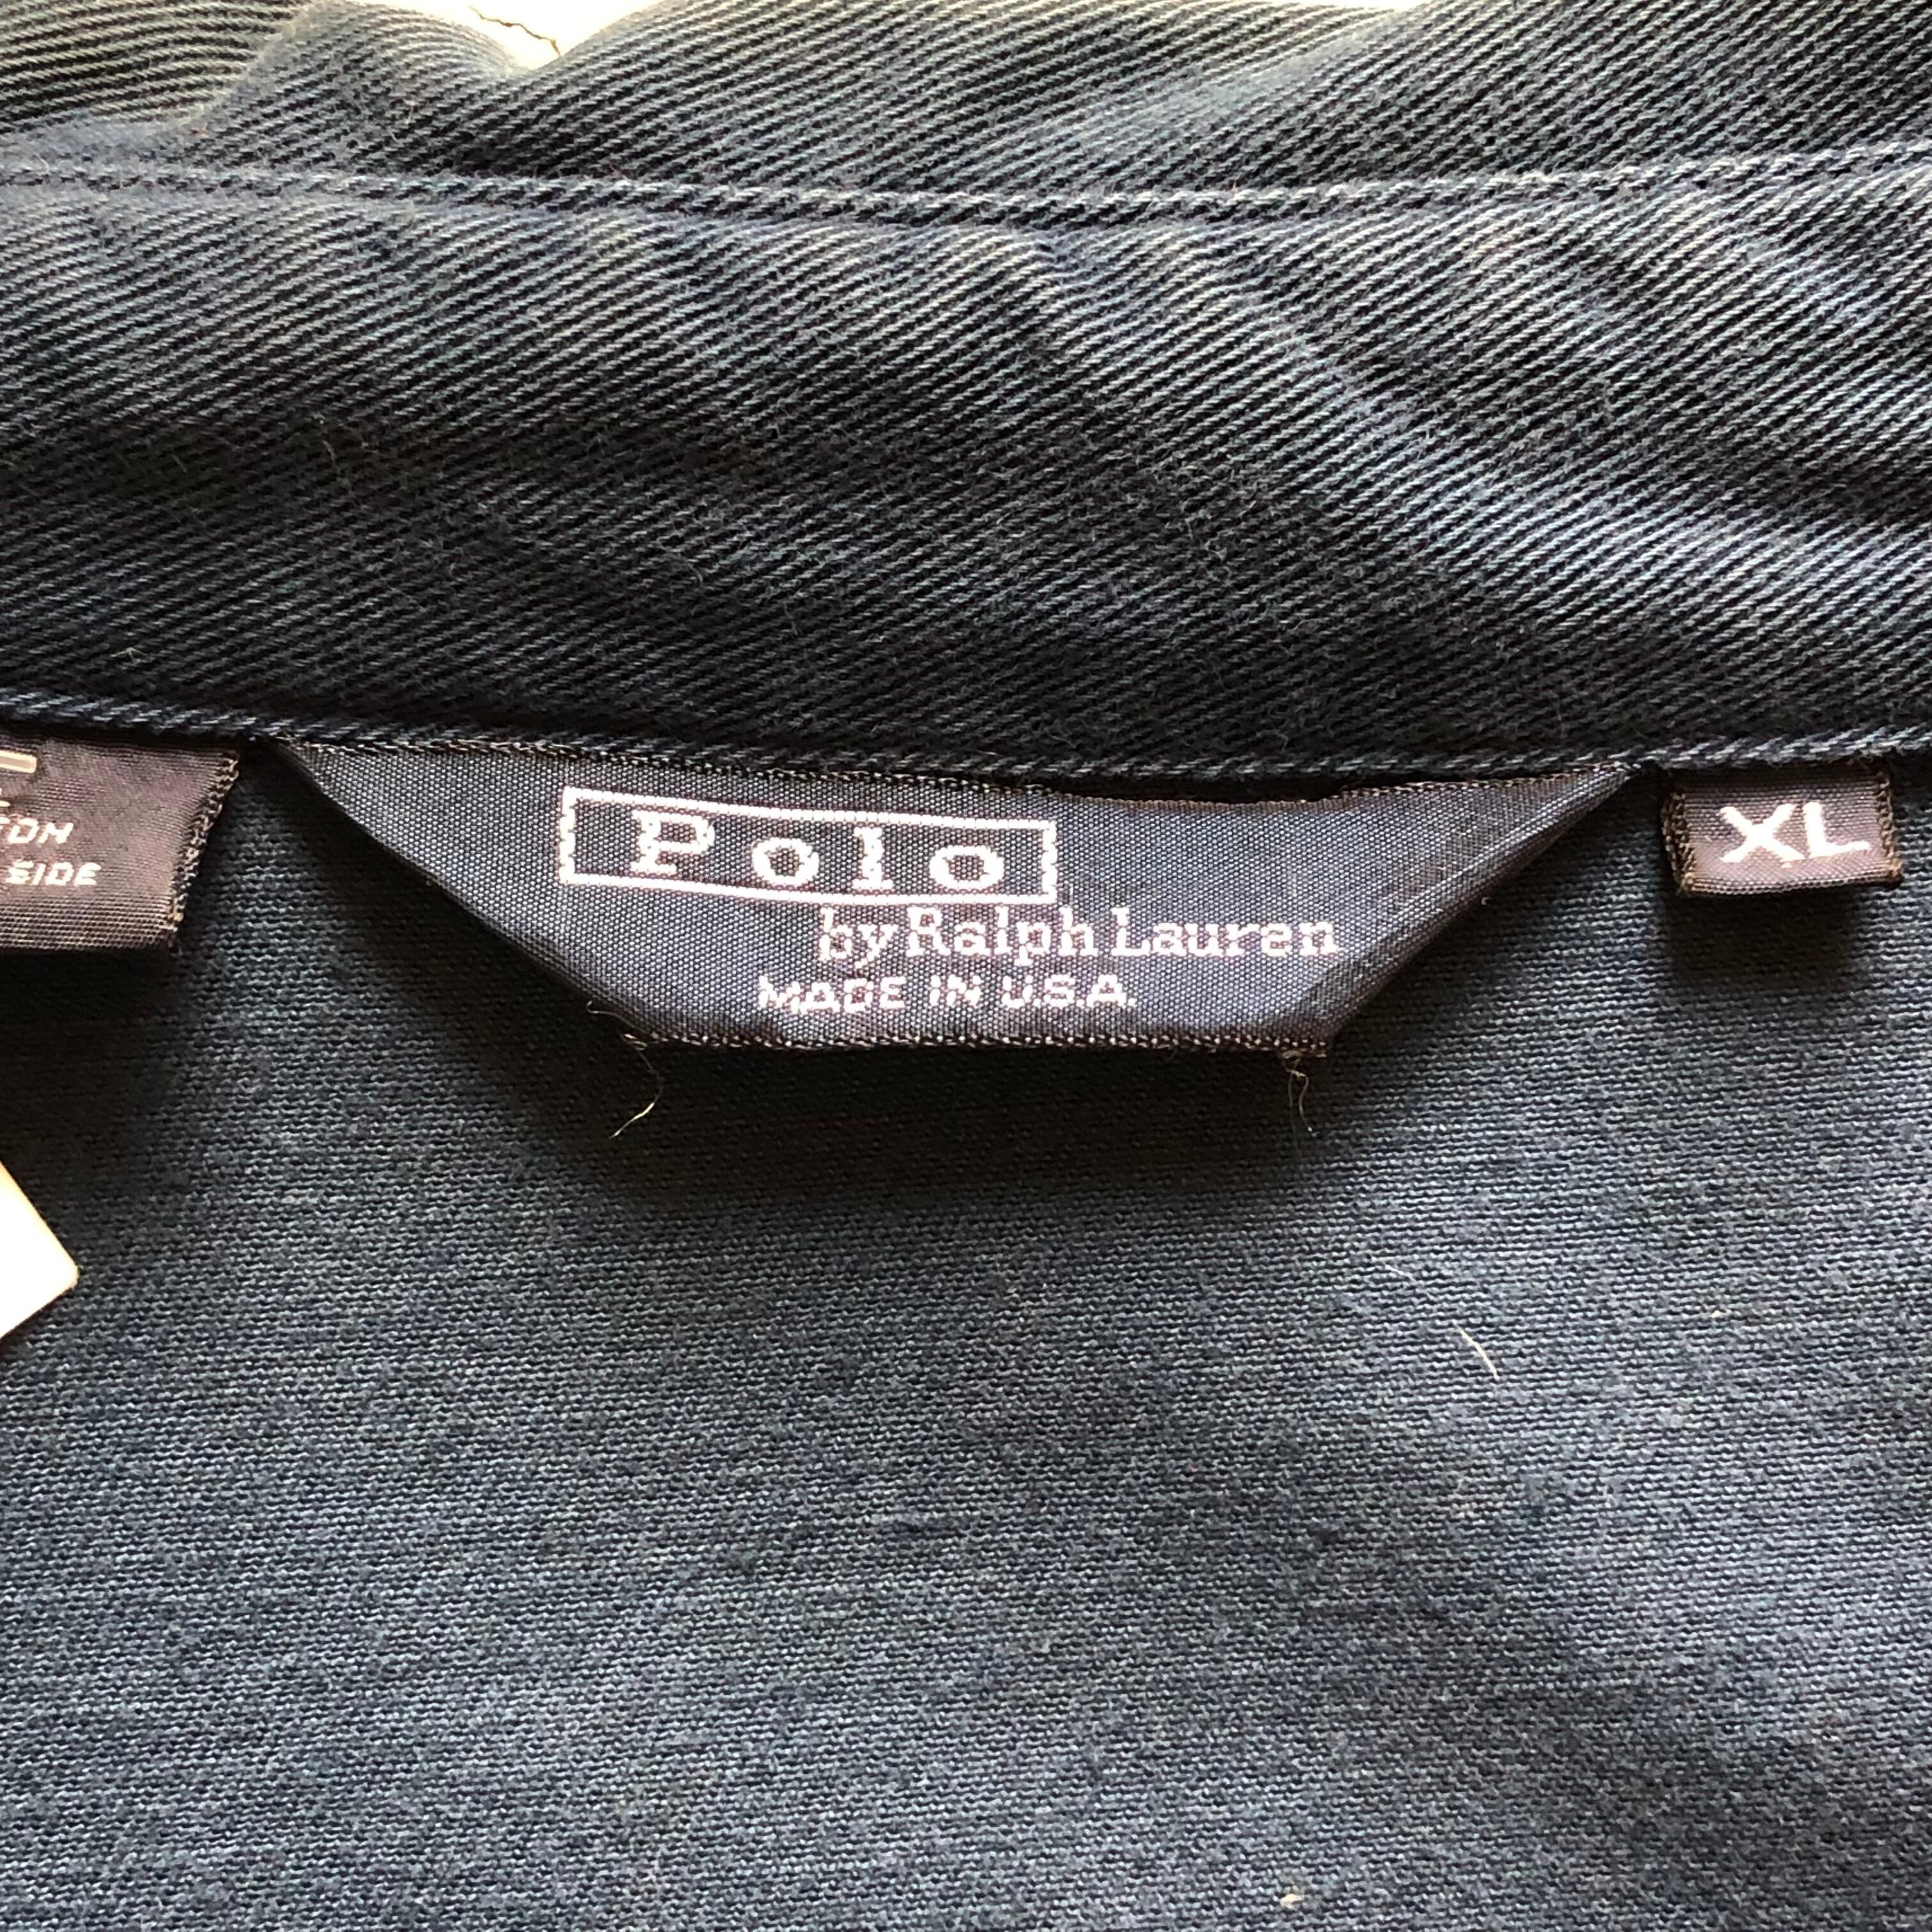 SIDE
Polo
by Ralph Lauren
MADE IN U.S.A.
XL